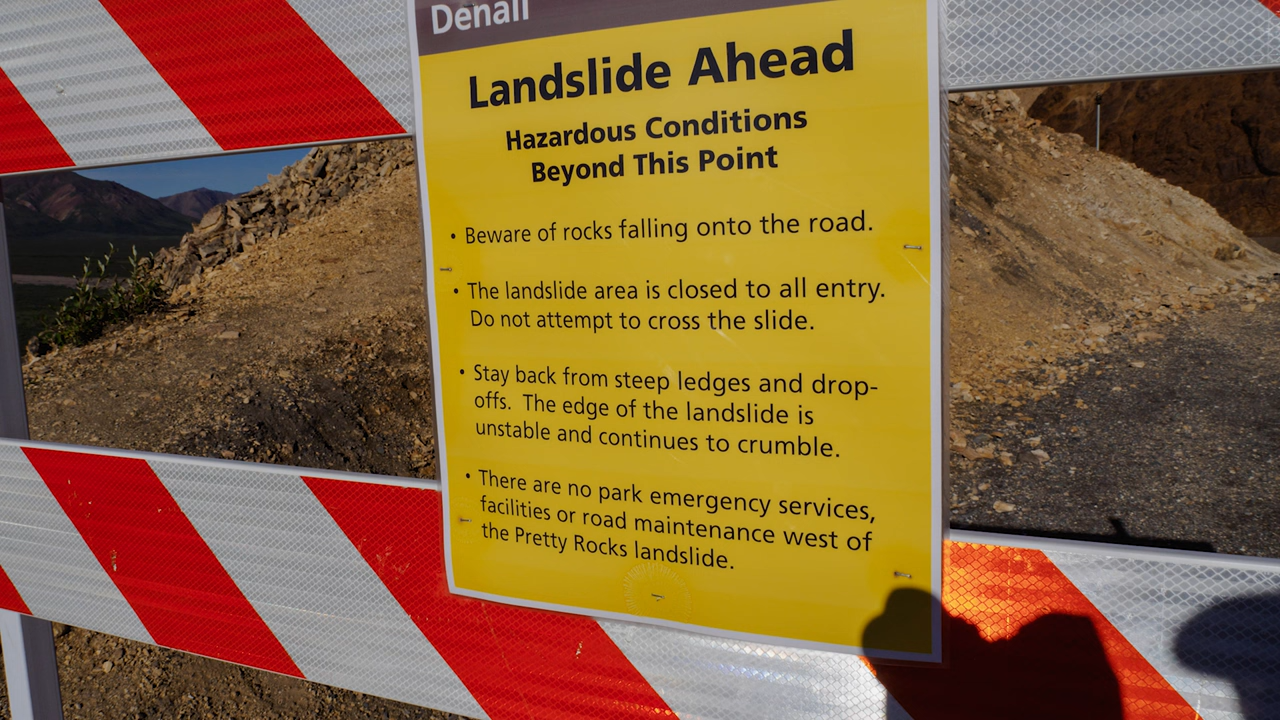 Denali
Landslide Ahead
Hazardous Conditions
Beyond This Point
• Beware of rocks falling onto the road.
• The landslide area is closed to all entry.
Do not attempt to cross the slide.
• Stay back from steep ledges and drop-
offs. The edge of the landslide is
unstable and continues to crumble.
• There are no park emergency services,
facilities or road maintenance west of
the Pretty Rocks landslide.